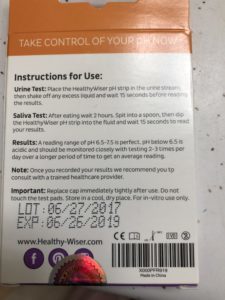 TAKE CONTROL OF YOUR pH NOW
Instructions for Use:
Urine Test: Place the HealthyWiser pH strip in the urine stream,
then shake off any excess liquid and wait 15 seconds before reading
the results.
Saliva Test: After eating wait 2 hours. Spit into a spoon, then dip
the HealthyWiser pH strip into the fluid and wait 15 seconds to read
your results.
Results: A reading range of pH 6.5-7.5 is perfect. pH below 6.5 is
acidic and should be monitored closely with testing 2-3 times per
day over a longer period of time to get an average reading.
Note: Once you recorded your results we recommend you tp
consult with a trained healthcare provider.
Important: Replace cap immediately tightly after use. Do not
touch the test pads. Store in a cool, dry place. For in-vitro use only.
LOT: 06/27/2017
EXP: 06/26/2019
www.Healthy-Wiser.com
CE